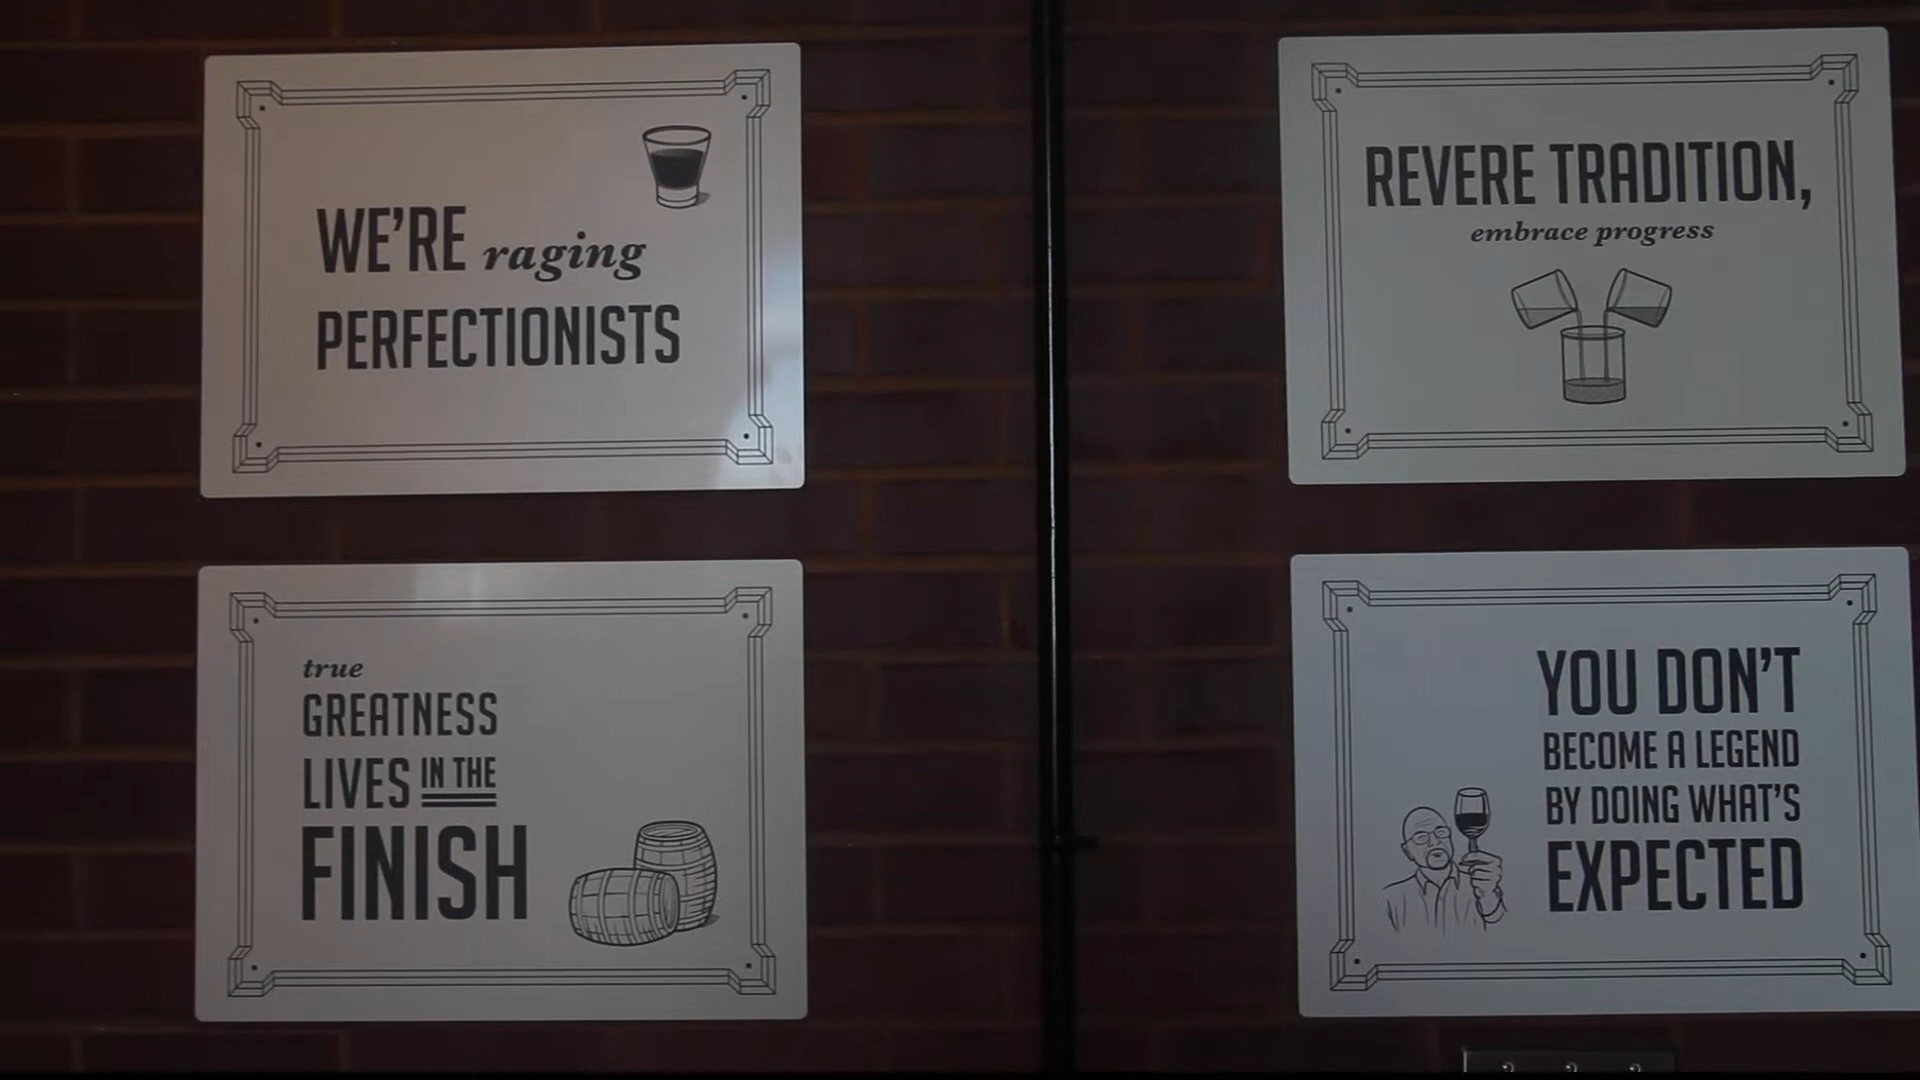 WE'RE raging
PERFECTIONISTS
REVERE TRADITION,
embrace progress
true
GREATNESS
LIVES IN THE
FINISH
YOU DON'T
BECOME A LEGEND
BY DOING WHAT'S
EXPECTED